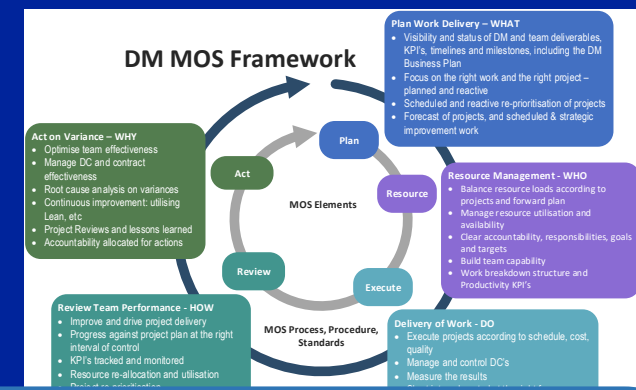 DM MOS Framework
Plan Work Delivery – WHAT
• Visibility and status of DM and team deliverables,
KPI's, timelines and milestones, including the DM
Business Plan
• Focus on the right work and the right project –
planned and reactive
• Scheduled and reactive re-prioritisation of projects
• Forecast of projects, and scheduled & strategic
improvement work
Act on Variance – WHY
• Optimise team effectiveness
• Manage DC and contract
effectiveness
• Root cause analysis on variances
• Continuous improvement: utilising
Lean, etc
• Project Reviews and lessons learned
• Accountability allocated for actions
Plan
Act
Resource
MOS Elements
Review
Execute
MOS Process, Procedure,
Standards
Resource Management - WHO
• Balance resource loads according to
projects and forward plan
• Manage resource utilisation and
availability
• Clear accountability, responsibilities, goals
and targets
• Build team capability
• Work breakdown structure and
Productivity KPI's
Review Team Performance - HOW
• Improve and drive project delivery
• Progress against project plan at the right
interval of control
• KPI's tracked and monitored
• Resource re-allocation and utilisation
Delivery of Work - DO
• Execute projects according to schedule, cost,
quality
• Manage and control DC's
• Measure the results